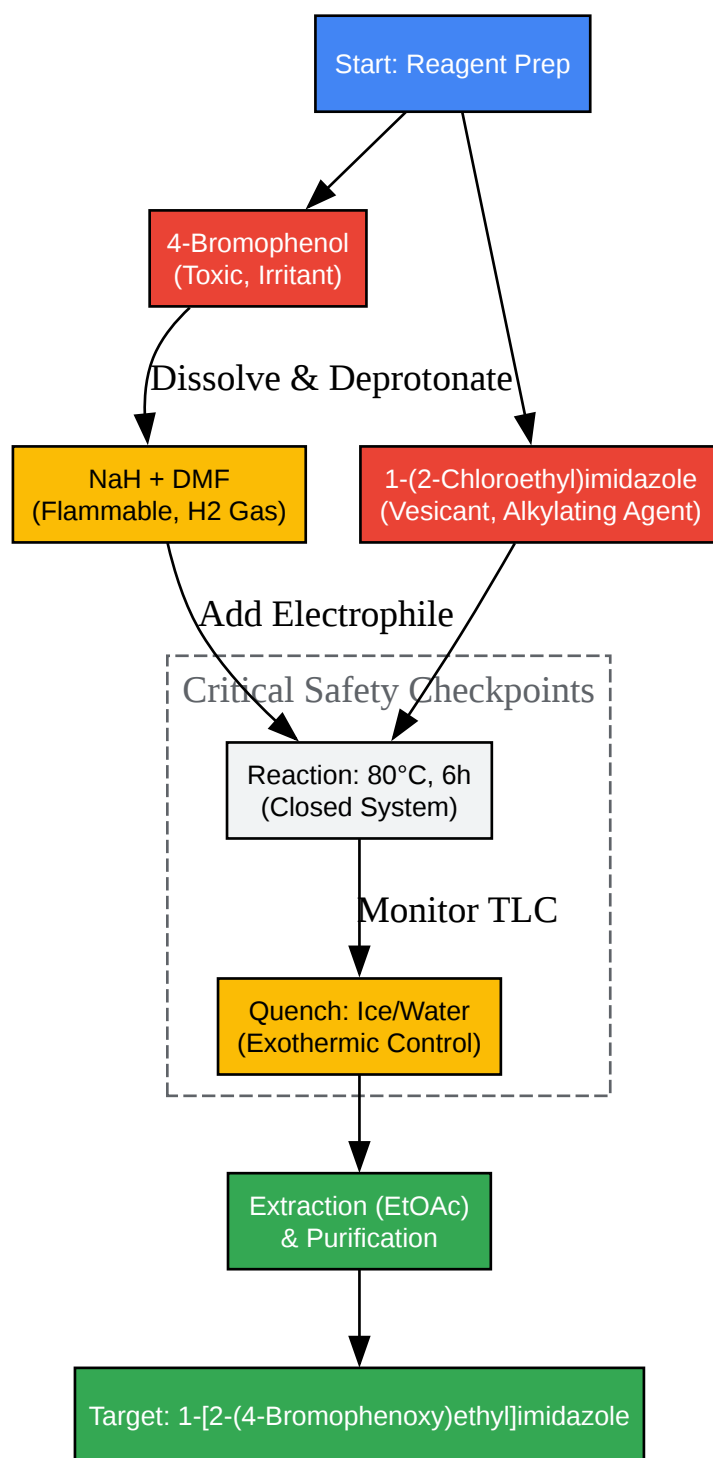 Start: Reagent Prep
4-Bromophenol
(Toxic, Irritant)
Dissolve & Deprotonate
NaH + DMF
(Flammable, H2 Gas)
1-(2-Chloroethyl)imidazole
(Vesicant, Alkylating Agent)
Add Electrophile
Critical Safety Checkpoints
Reaction: 80°C, 6h
(Closed System)
Monitor TLC
Quench: Ice/Water
(Exothermic Control)
Extraction (EtOAc)
& Purification
Target: 1-[2-(4-Bromophenoxy)ethyl]imidazole